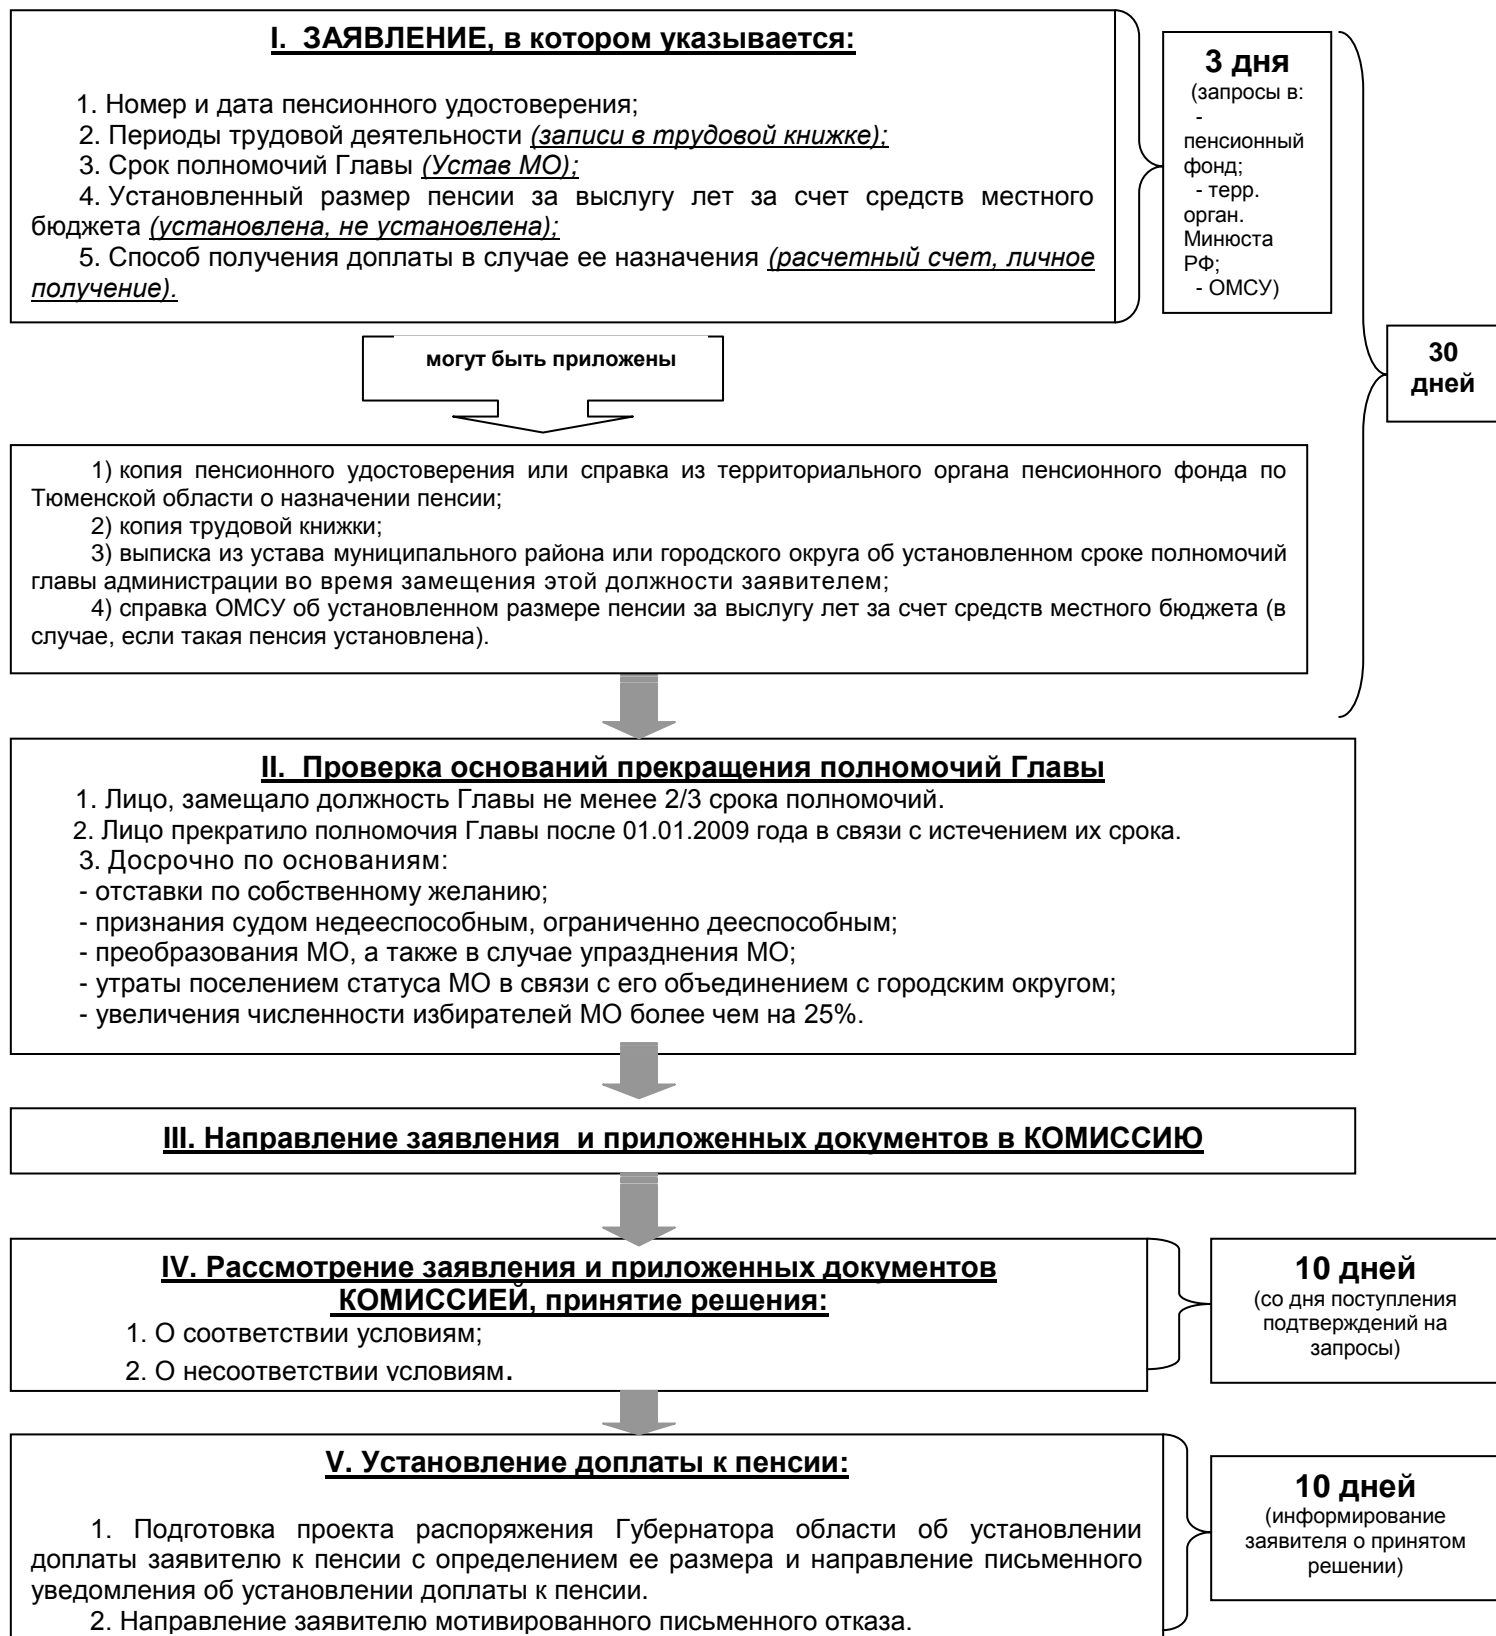 I. ЗАЯВЛЕНИЕ, в котором указывается:
1. Номер и дата пенсионного удостоверения;
2. Периоды трудовой деятельности (записи в трудовой книжке);
3. Срок полномочий Главы (Устав МО);
4. Установленный размер пенсии за выслугу лет за счет средств местного
бюджета (установлена, не установлена);
5. Способ получения доплаты в случае ее назначения (расчетный счет, личное
получение).
3 дня
(запросы в:
-
пенсионный
фонд;
- терр.
орган.
Минюста
РФ;
- ОМСУ)
30
дней
могут быть приложены
1) копия пенсионного удостоверения или справка из территориального органа пенсионного фонда по
Тюменской области о назначении пенсии;
2) копия трудовой книжки;
3) выписка из устава муниципального района или городского округа об установленном сроке полномочий
главы администрации во время замещения этой должности заявителем;
4) справка ОМСУ об установленном размере пенсии за выслугу лет за счет средств местного бюджета (в
случае, если такая пенсия установлена).
II. Проверка оснований прекращения полномочий Главы
1. Лицо, замещало должность Главы не менее 2/3 срока полномочий.
2. Лицо прекратило полномочия Главы после 01.01.2009 года в связи с истечением их срока.
3. Досрочно по основаниям:
- отставки по собственному желанию;
- признания судом недееспособным, ограниченно дееспособным;
- преобразования МО, а также в случае упразднения МО;
- утраты поселением статуса МО в связи с его объединением с городским округом;
- увеличения численности избирателей МО более чем на 25%.
III. Направление заявления и приложенных документов в КОМИССИЮ
IV. Рассмотрение заявления и приложенных документов
КОМИССИЕЙ, принятие решения:
1. О соответствии условиям;
2. О несоответствии условиям.
10 дней
(со дня поступления
подтверждений на
запросы)
V. Установление доплаты к пенсии:
1. Подготовка проекта распоряжения Губернатора области об установлении
доплаты заявителю к пенсии с определением ее размера и направление письменного
уведомления об установлении доплаты к пенсии.
2. Направление заявителю мотивированного письменного отказа.
10 дней
(информирование
заявителя о принятом
решении)